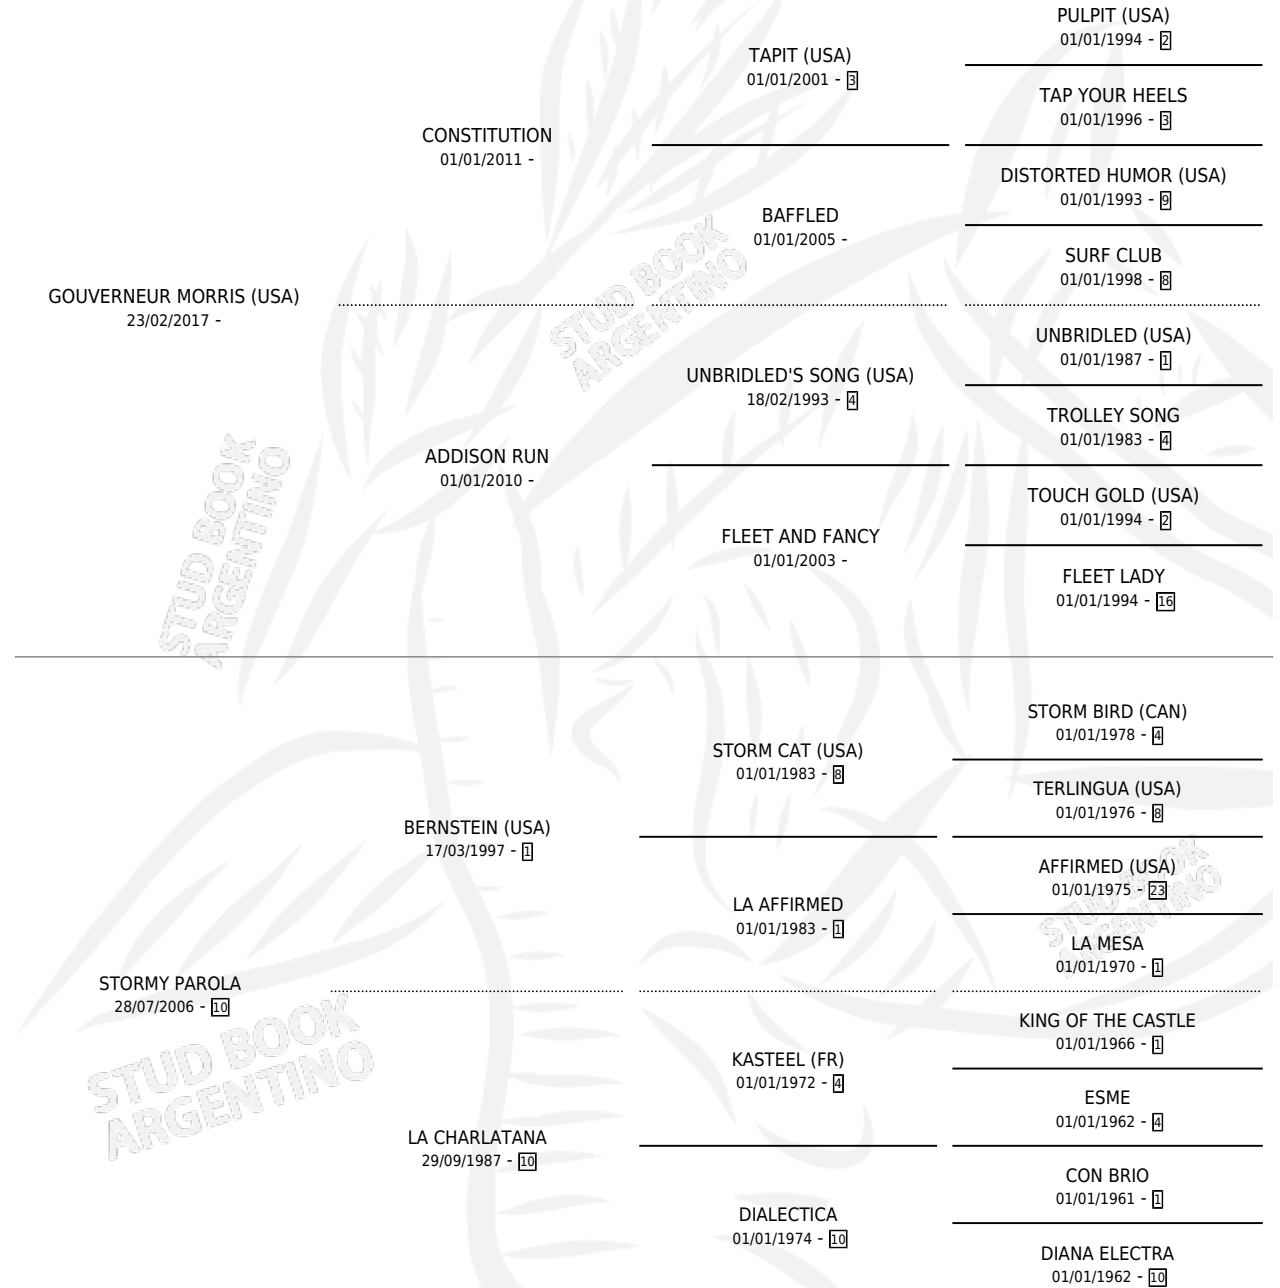 PULPIT (USA)
01/01/1994 - 2
TAPIT (USA)
01/01/2001 - 3
TAP YOUR HEELS
01/01/1996 - 3
CONSTITUTION
01/01/2011 -
DISTORTED HUMOR (USA)
01/01/1993 - 9
BAFFLED
01/01/2005 -
SURF CLUB
01/01/1998 - 8
GOUVERNEUR MORRIS (USA)
23/02/2017 -
UNBRIDLED (USA)
01/01/1987 - 1
UNBRIDLED'S SONG (USA)
18/02/1993 - 4
TROLLEY SONG
01/01/1983 - 4
ADDISON RUN
01/01/2010 -
TOUCH GOLD (USA)
01/01/1994 - 2
FLEET AND FANCY
01/01/2003 -
FLEET LADY
01/01/1994 - 16
STORM BIRD (CAN)
01/01/1978 - 4
STORM CAT (USA)
01/01/1983 - 8
TERLINGUA (USA)
01/01/1976 - 8
BERNSTEIN (USA)
17/03/1997 - 1
AFFIRMED (USA)
01/01/1975 - 23
LA AFFIRMED
01/01/1983 - 1
LA MESA
01/01/1970 - 1
STORMY PAROLA
28/07/2006 - 10
KING OF THE CASTLE
01/01/1966 - 1
KASTEEL (FR)
01/01/1972 - 4
ESME
01/01/1962 - 4
LA CHARLATANA
29/09/1987 - 10
CON BRIO
01/01/1961 - 1
DIALECTICA
01/01/1974 - 10
DIANA ELECTRA
01/01/1962 - 10
STUD BOOK
ARGENTINO
STUD BOOK
ARGENTINO
STUD BOOK
ARGENTINO
STUD BOOK
ARGENTINO